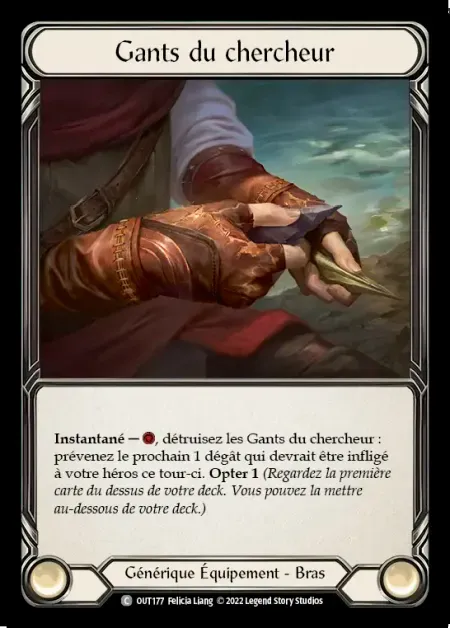 Gants du chercheur
Instantané — , détruisez les Gants du chercheur :
prévenez le prochain 1 dégât qui devrait être infligé
à votre héros ce tour-ci. Opter 1 (Regardez la première
carte du dessus de votre deck. Vous pouvez la mettre
au-dessous de votre deck.)
Générique Équipement - Bras
C OUT177 Felicia Liang © 2022 Legend Story Studios